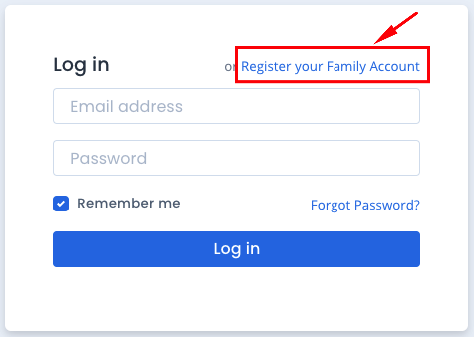 Log in
or Register your Family Account
Email address
Password
Remember me
Forgot Password?
Log in